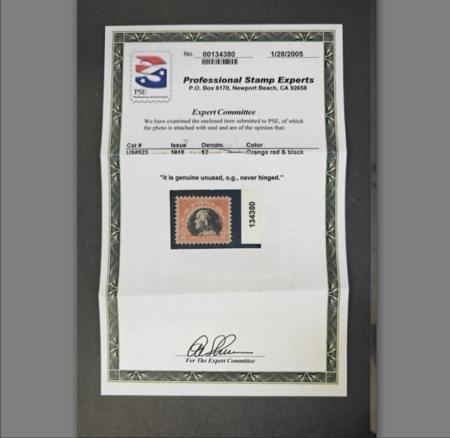 No. 00134380 1/28/2005
PSE
Professional Stamp Experts
P.O. Box 6170, Newport Beach, CA 92658
Expert Committee
We have examined the enclosed item submitted to PSE, of which
the photo is attached with seal and are of the opinion that:
Cat # Issue Denom. Color
US#523 1918 $2 Orange red & black
"it is genuine unused, o.g., never hinged."
134380
For The Expert Committee